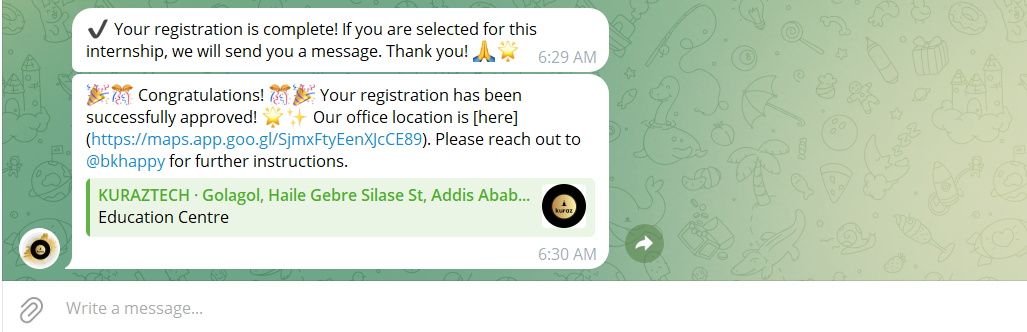 ✔️ Your registration is complete! If you are selected for this
internship, we will send you a message. Thank you! 🙏🌟
6:29 AM
🎉🎊 Congratulations! 🎊🎉 Your registration has been
successfully approved! 🌟✨ Our office location is [here]
(https://maps.app.goo.gl/SjmxFtyEenXJcCE89). Please reach out to
@bkhappy for further instructions.
KURAZTECH · Golagol, Haile Gebre Silase St, Addis Abab...
Education Centre
kuraz
6:30 AM
Write a message...